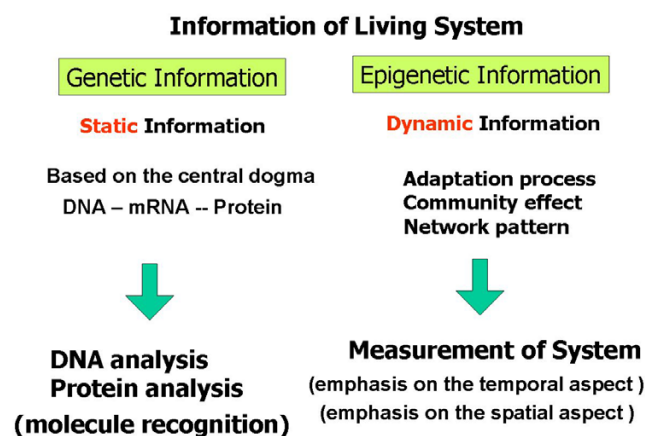 Information of Living System
Genetic Information
Static Information
Based on the central dogma
DNA – mRNA -- Protein
DNA analysis
Protein analysis
(molecule recognition)
Epigenetic Information
Dynamic Information
Adaptation process
Community effect
Network pattern
Measurement of System
(emphasis on the temporal aspect )
(emphasis on the spatial aspect )